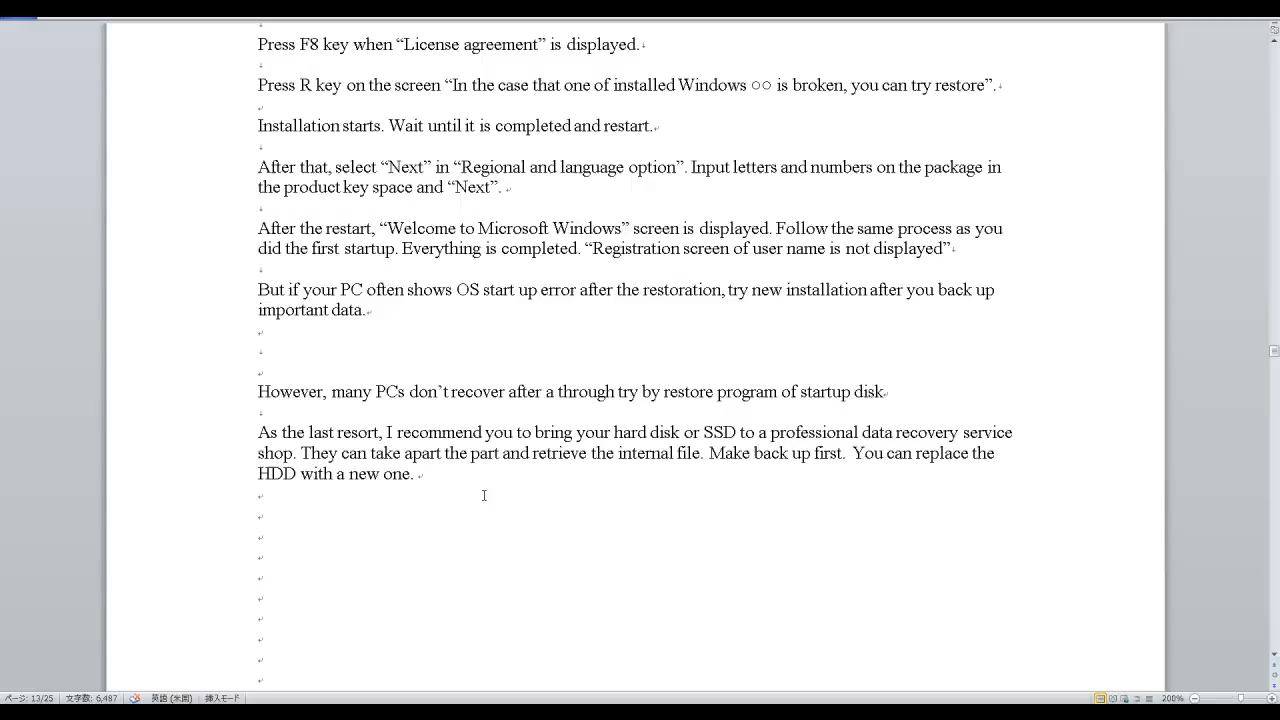 Press F8 key when “License agreement” is displayed.
Press R key on the screen “In the case that one of installed Windows ○○ is broken, you can try restore”.
Installation starts. Wait until it is completed and restart.
After that, select “Next” in “Regional and language option”. Input letters and numbers on the package in
the product key space and “Next”.
After the restart, “Welcome to Microsoft Windows” screen is displayed. Follow the same process as you
did the first startup. Everything is completed. “Registration screen of user name is not displayed”
But if your PC often shows OS start up error after the restoration, try new installation after you back up
important data.
However, many PCs don’t recover after a through try by restore program of startup disk
As the last resort, I recommend you to bring your hard disk or SSD to a professional data recovery service
shop. They can take apart the part and retrieve the internal file. Make back up first. You can replace the
HDD with a new one.
ページ: 13/25 文字数: 6,487 英語 (米国) 挿入モード 200%